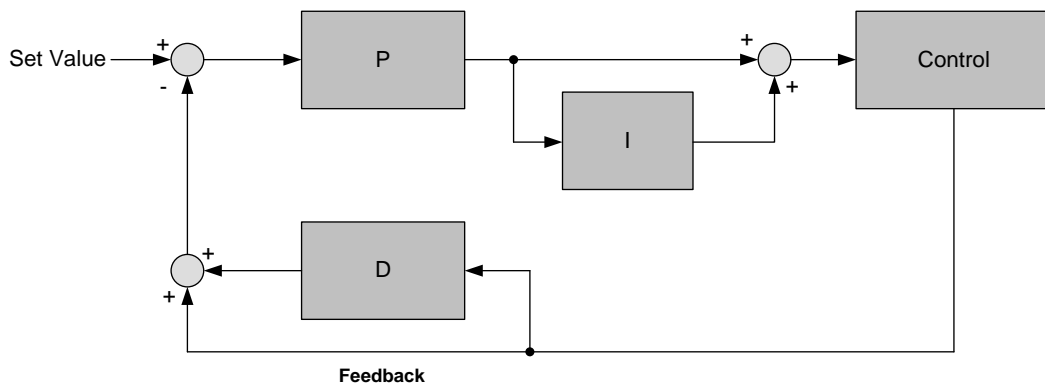 Set Value
+
-
P
+
+
Control
I
D
+
+
Feedback